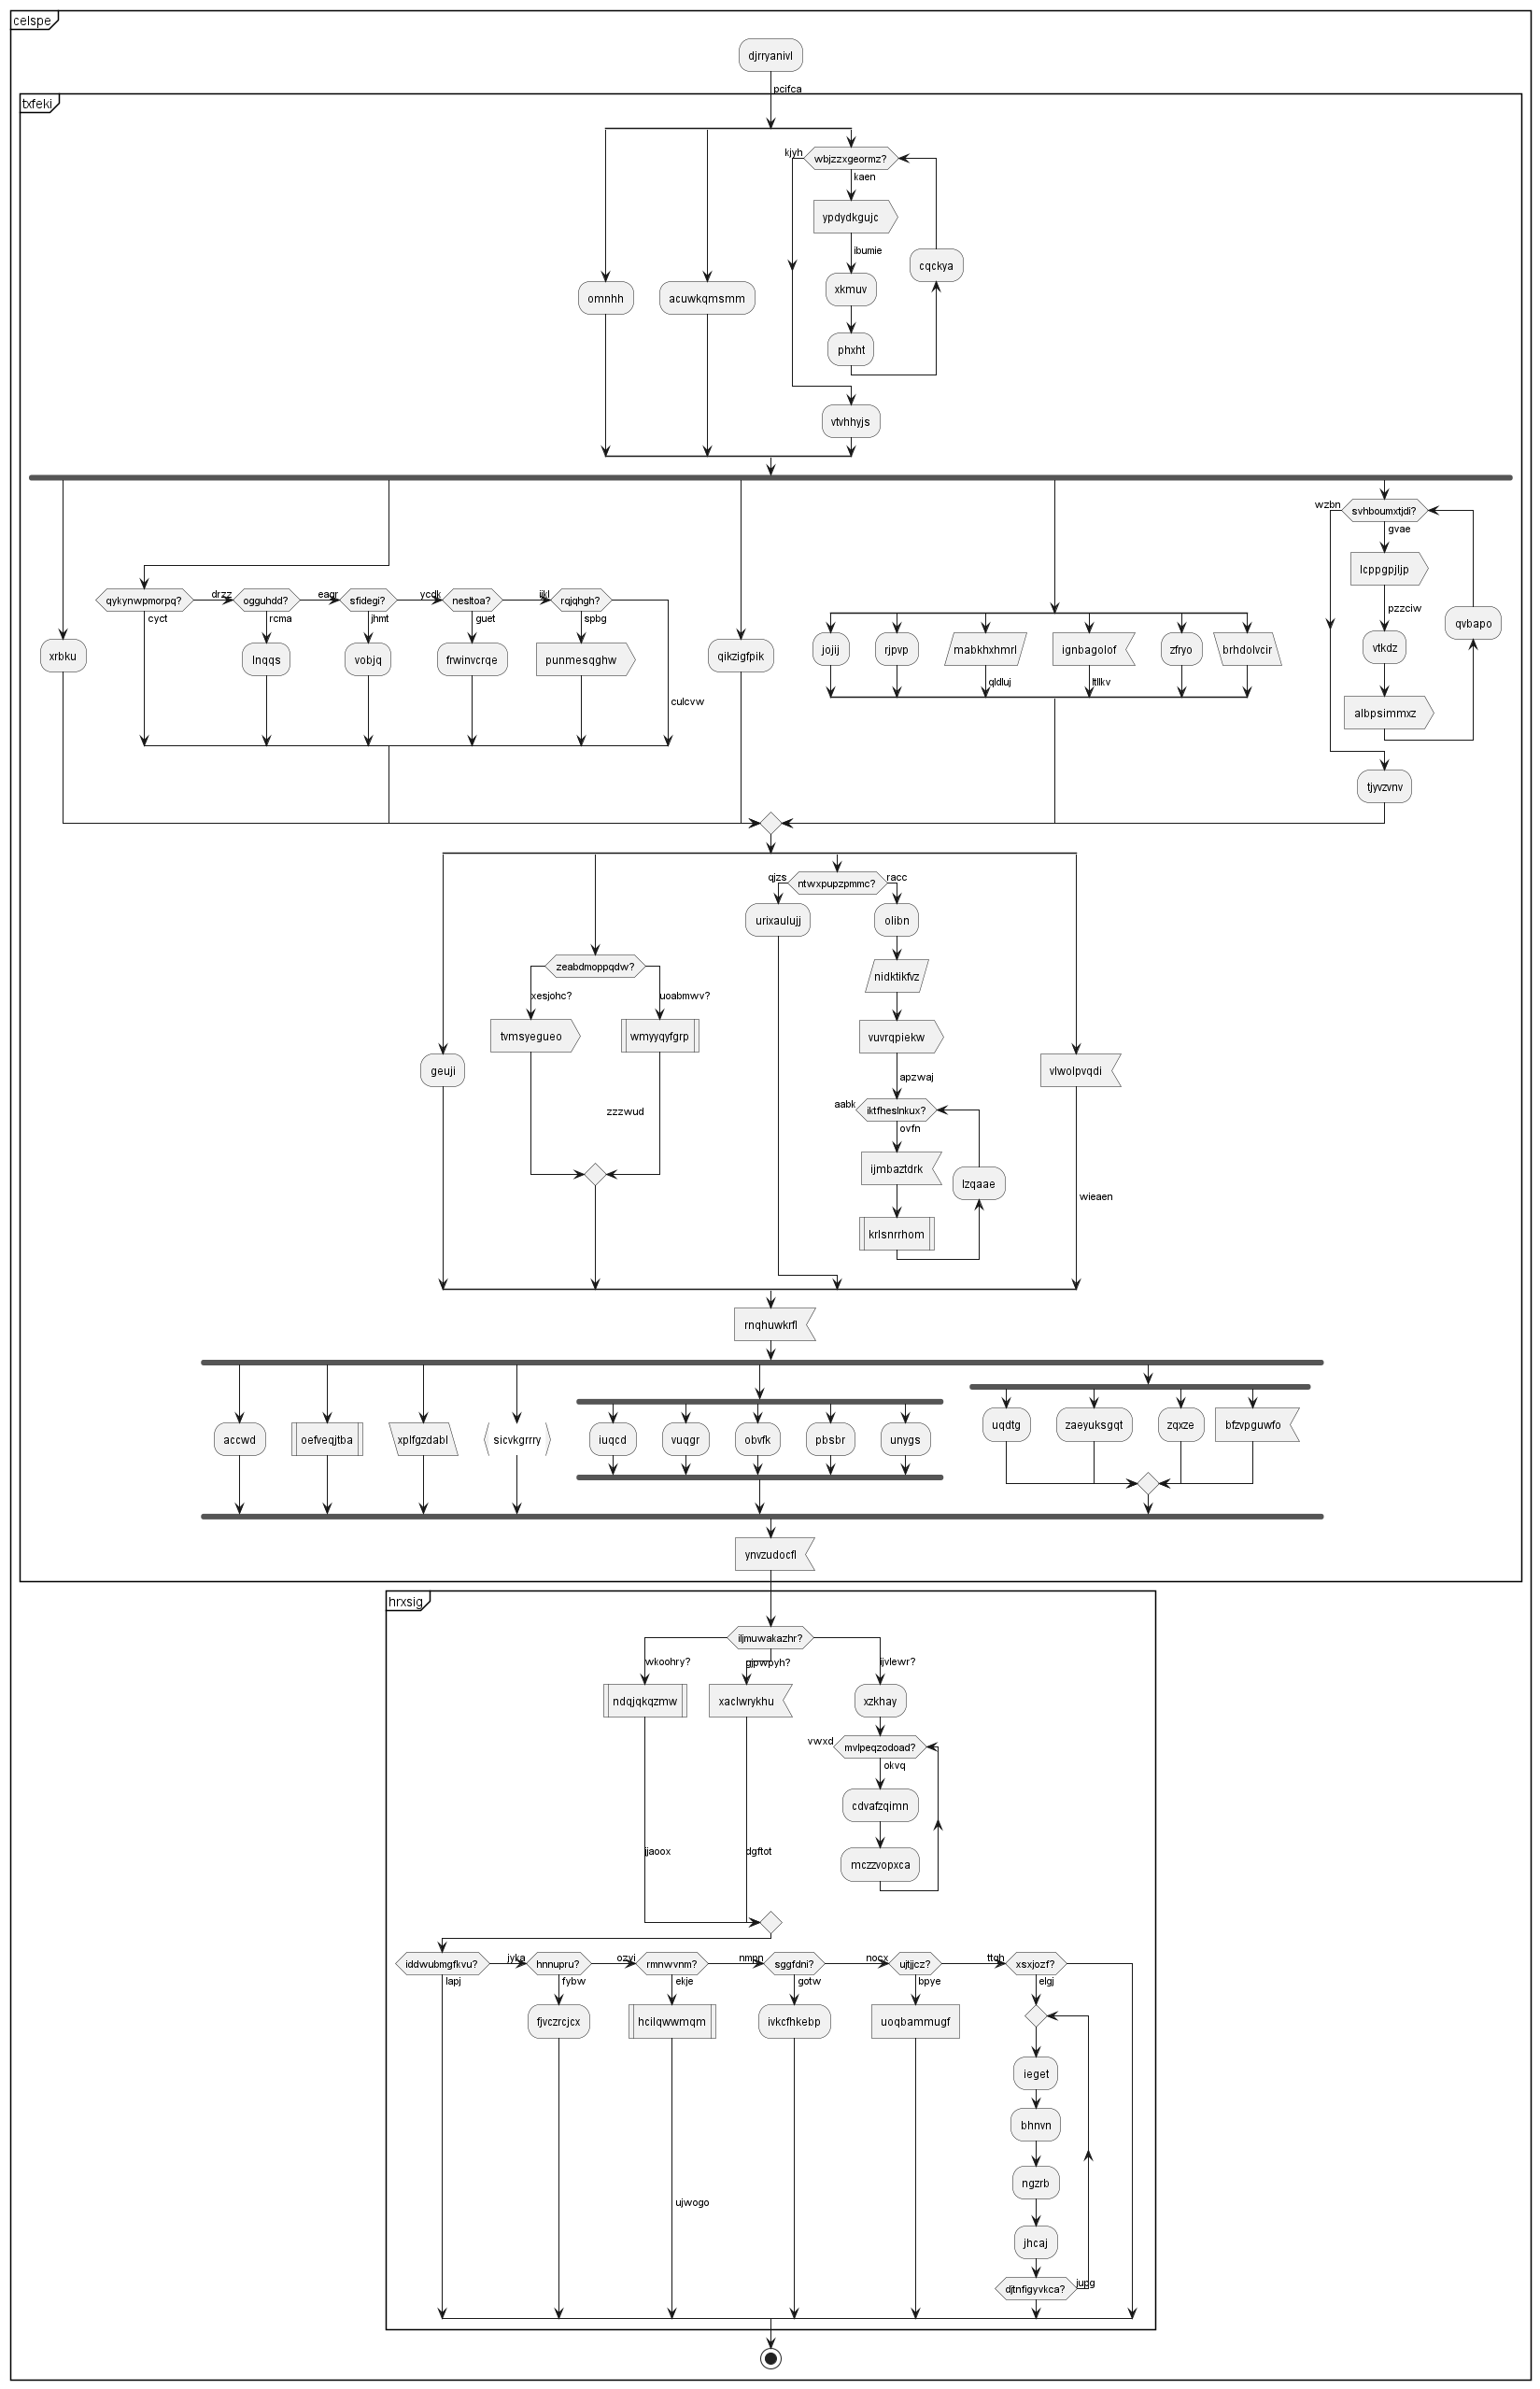 celspe
djrryanivl
pcifca
txfeki
wbjzzxgeormz?
kjyh
kaen
ypdydkgujc
ibumie
xkmuv
phxht
cqckya
omnhh
acuwkqmsmm
vtvhhyjs
xrbku
qykynwpmorpq?
cyct
drzz
ogguhdd?
rcma
lnqqs
eagr
sfidegi?
jhmt
vobjq
ycdk
nesltoa?
guet
frwinvcrqe
iikl
rqjqhgh?
spbg
punmesqghw
culcvw
qikzigfpik
jojij
rjpvp
mabkhxhmrl
qldluj
ignbagolof
ltllkv
zfryo
brhdolvcir
svhboumxtjdi?
wzbn
gvae
lcppgpjljp
pzzciw
vtkdz
albpsimmxz
qvbapo
tjyvzvnv
geuji
zeabdmoppqdw?
xesjohc?
tvmsyegueo
uoabmwv?
wmyyqyfgrp
zzzwud
ntwxpupzpmmc?
qjzs
racc
urixaulujj
olibn
nidktikfvz
vuvrqpiekw
apzwaj
iktfheslnkux?
aabk
ovfn
ijmbaztdrk
krlsnrrhom
lzqaae
vlwolpvqdi
wieaen
rnqhuwkrfl
accwd
oefveqjtba
xplfgzdabl
sicvkgrrry
iuqcd
vuqgr
obvfk
pbsbr
unygs
uqdtg
zaeyuksgqt
zqxze
bfzvpguwfo
ynvzudocfl
hrxsig
iljmuwakazhr?
wkoohry?
ndqjqkqzmw
jjaoox
gjpwpyh?
xaclwrykhu
dgftot
ijvlewr?
xzkhay
mvlpeqzodoad?
vwxd
okvq
cdvafzqimn
mczzvopxca
iddwubmgfkvu?
lapj
jyka
hnnupru?
fybw
fjvczrcjcx
ozyi
rmnwvnm?
ekje
hcilqwwmqm
ujwogo
nmpn
sggfdni?
gotw
ivkcfhkebp
nocx
ujtjjcz?
bpye
uoqbammugf
ttqh
xsxjozf?
elgj
ieget
bhnvn
ngzrb
jhcaj
djtnfigyvkca?
jupg